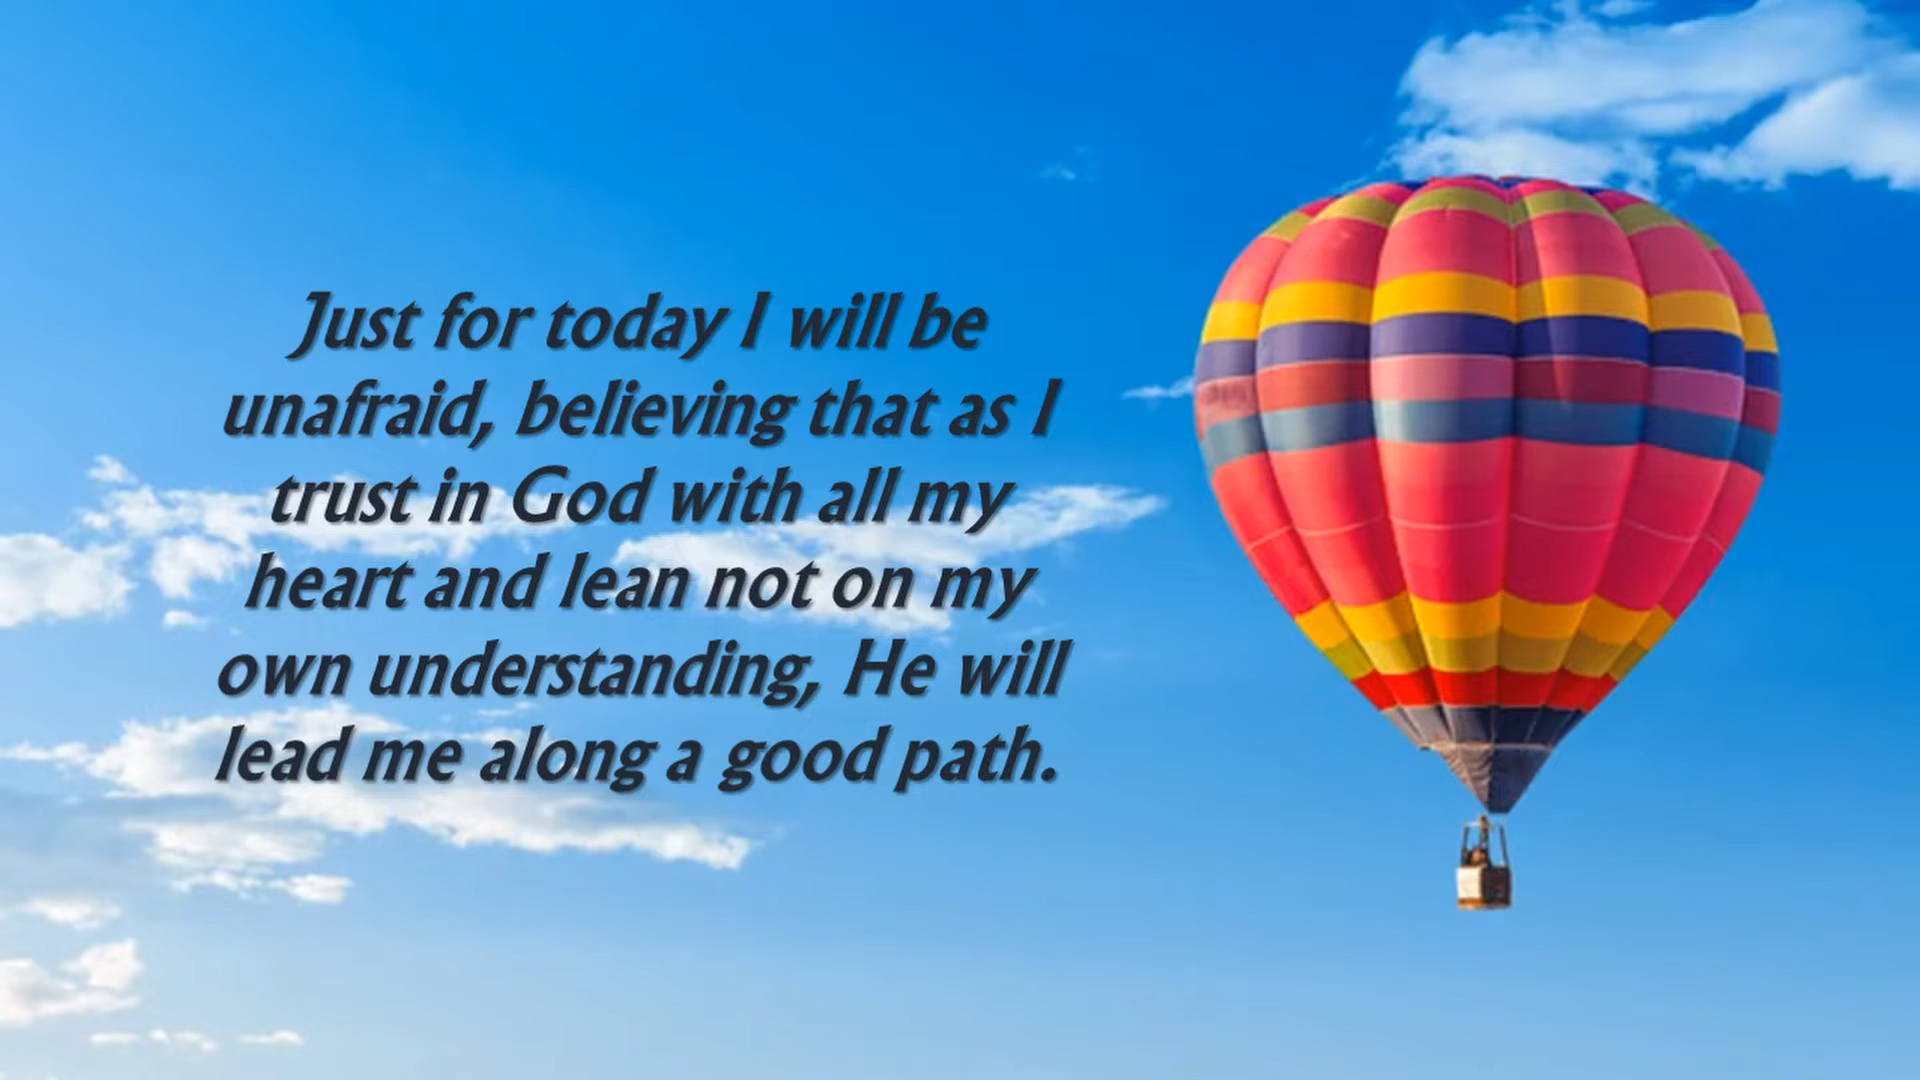 Just for today I will be
unafraid, believing that as I
trust in God with all my
heart and lean not on my
own understanding, He will
lead me along a good path.